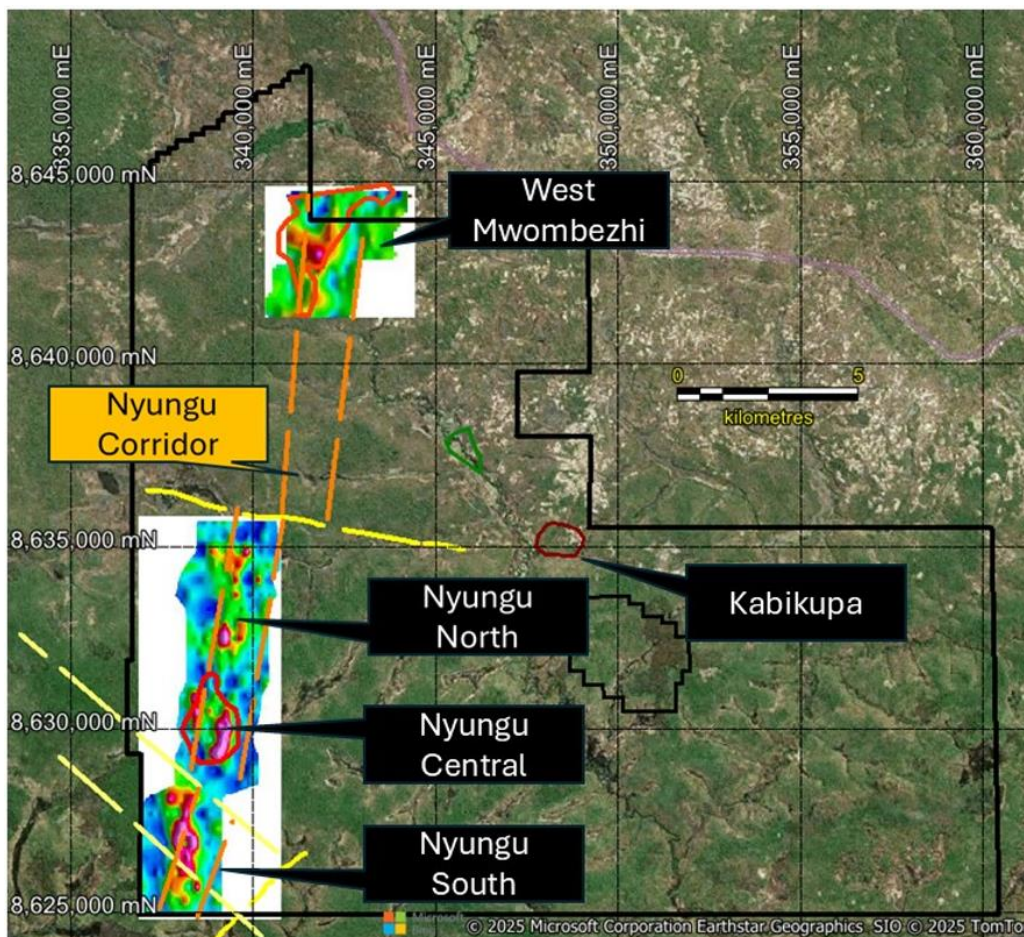 335,000 mE
340,000 mE
345,000 mE
350,000 mE
355,000 mE
360,000 mE
8,645,000 mN
West
Mwombezhi
8,640,000 mN
0 5
kilometres
Nyungu
Corridor
8,635,000 mN
Nyungu
North
Kabikupa
8,630,000 mN
Nyungu
Central
Nyungu
South
8,625,000 mN
Microsoft
© 2025 Microsoft Corporation Earthstar Geographics SIO © 2025 TomTo